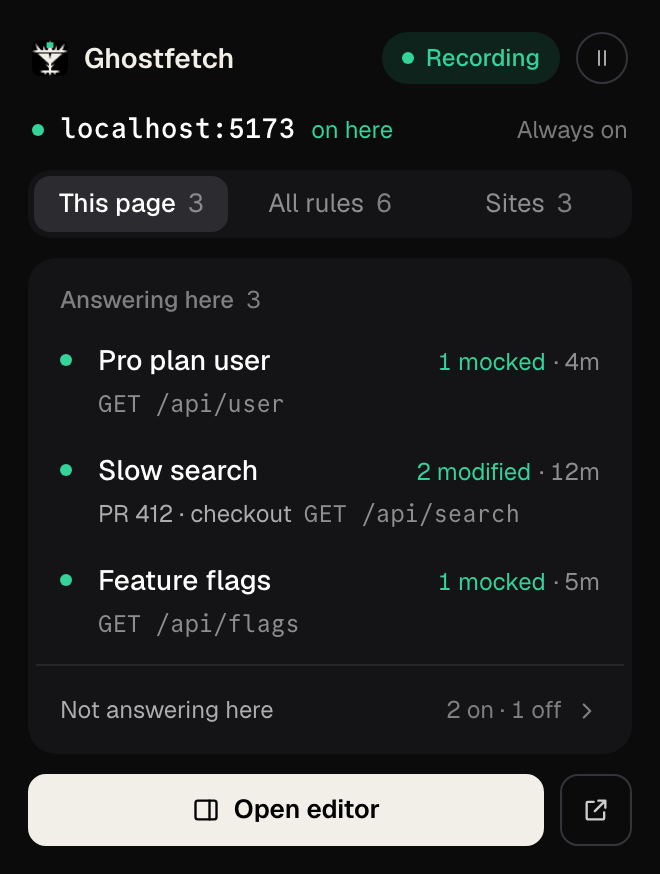 Ghostfetch
Recording
localhost:5173 on here
Always on
This page 3
All rules 6
Sites 3
Answering here 3
Pro plan user
1 mocked · 4m
GET /api/user
Slow search
2 modified · 12m
PR 412 · checkout GET /api/search
Feature flags
1 mocked · 5m
GET /api/flags
Not answering here
2 on · 1 off
Open editor